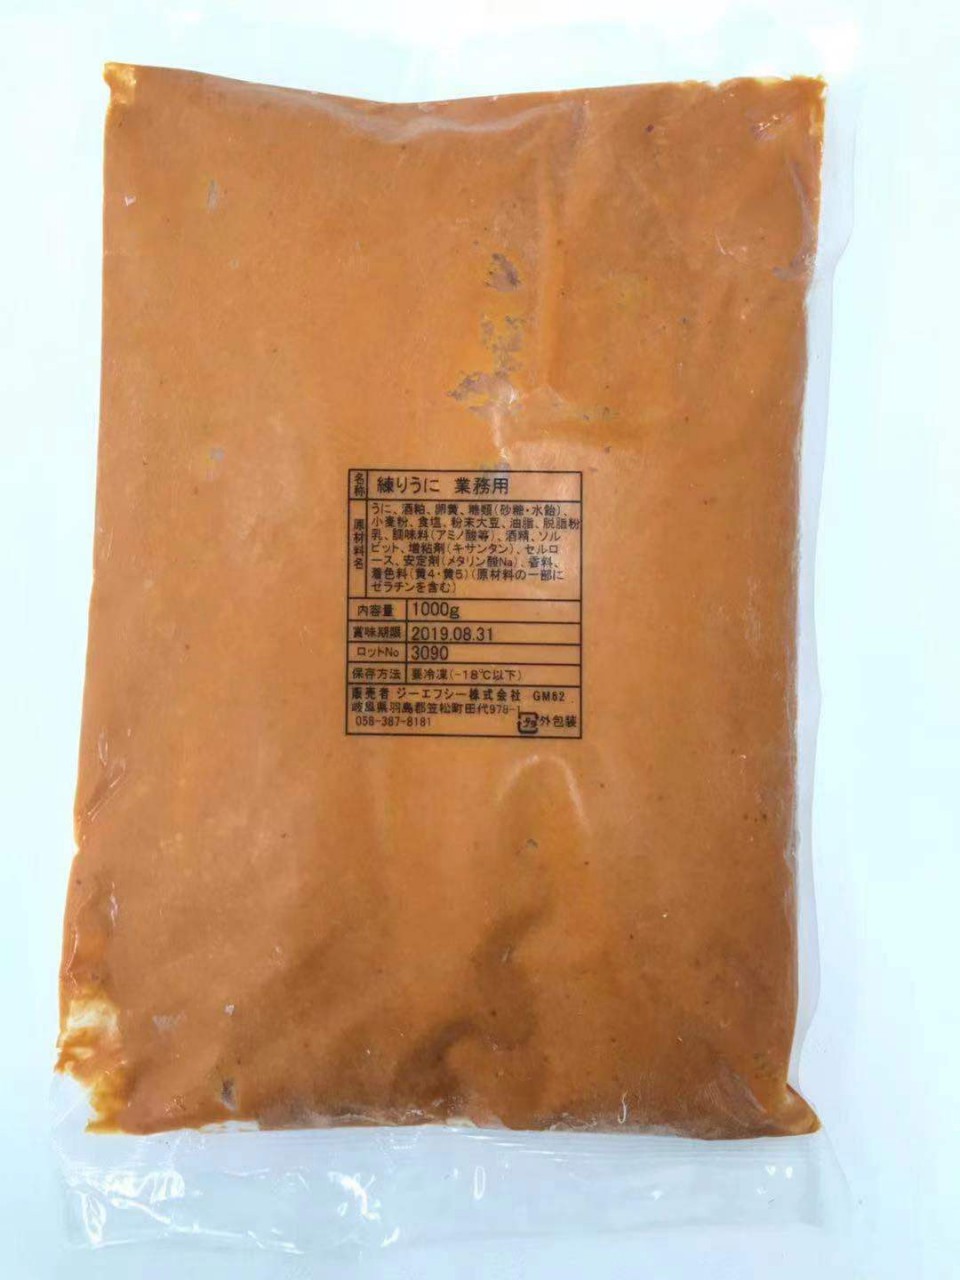 名称 練りうに 業務用
原材料名 うに、酒粕、卵黄、糖類(砂糖・水飴)、
小麦粉、食塩、粉末大豆、油脂、脱脂粉
乳、調味料(アミノ酸等)、酒精、ソル
ビット、増粘剤(キサンタン)、セルロ
ース、安定剤(メタリン酸Na)、香料、
着色料(黄4・黄5)(原材料の一部に
ゼラチンを含む)
内容量 1000g
賞味期限 2019.08.31
ロットNo 3090
保存方法 要冷凍(-18℃以下)
販売者 ジーエフシー株式会社 GM62
岐阜県羽島郡笠松町田代978-1
058-387-8181 プラ 外包装